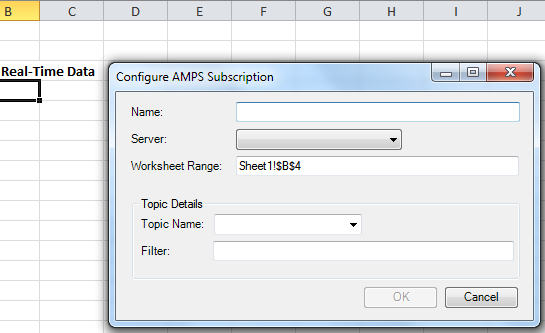 B C D E F G H I J
Real-Time Data
Configure AMPS Subscription
Name:
Server:
Worksheet Range: Sheet1!$B$4
Topic Details
Topic Name:
Filter:
OK Cancel